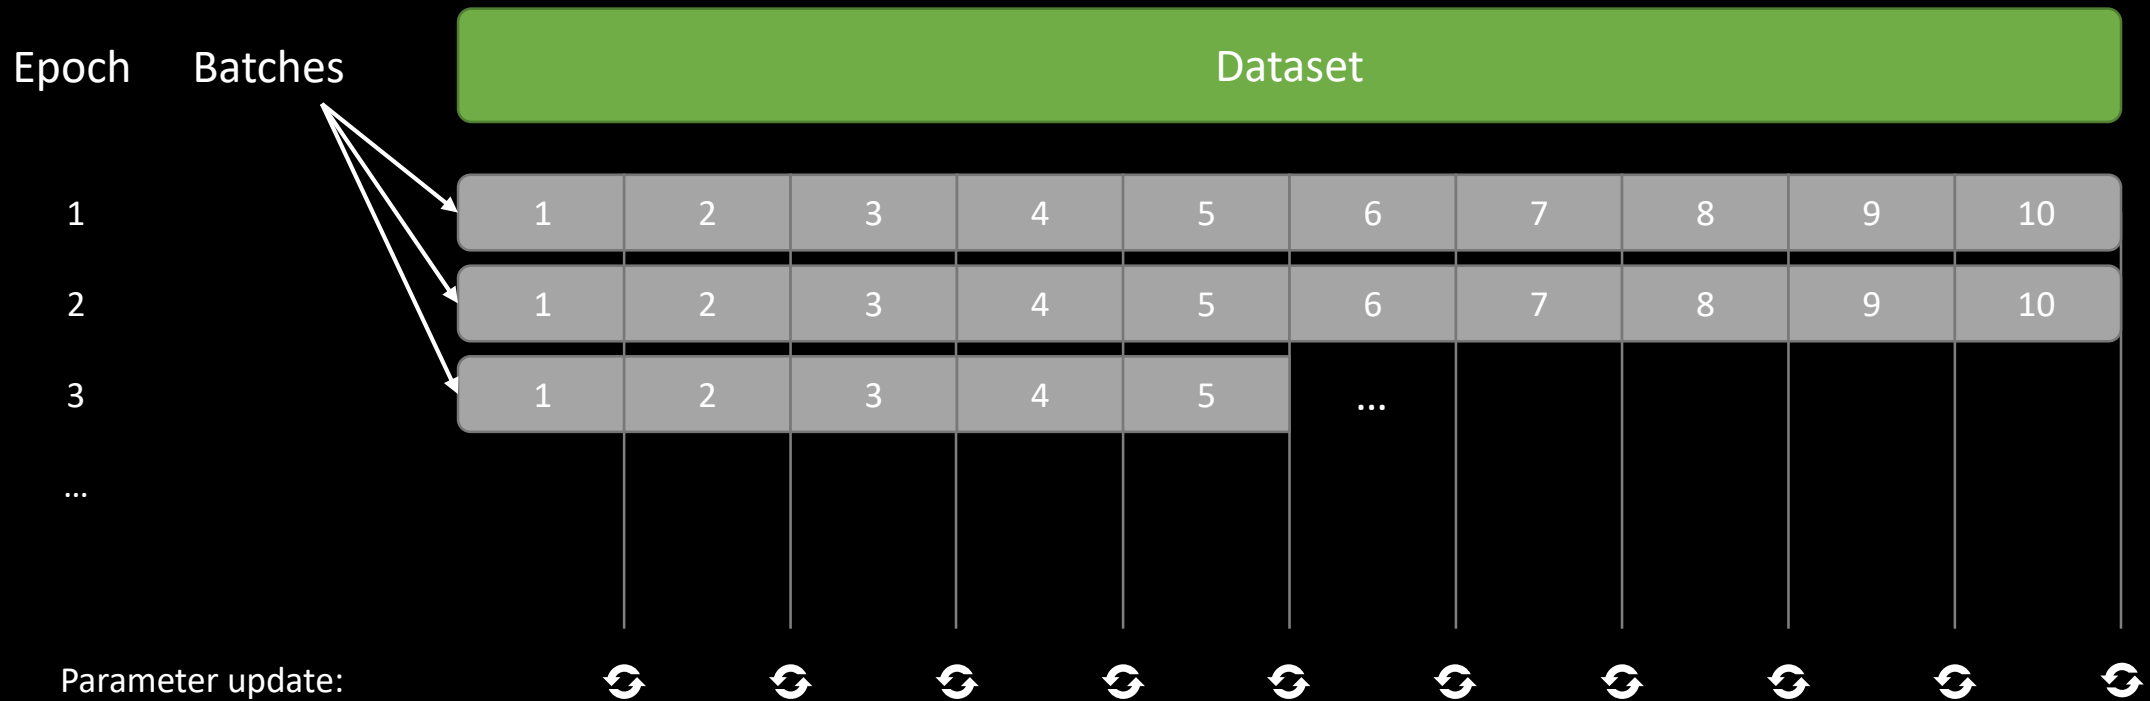 Epoch Batches Dataset
1 1 2 3 4 5 6 7 8 9 10
2 1 2 3 4 5 6 7 8 9 10
3 1 2 3 4 5 ...
...
Parameter update: